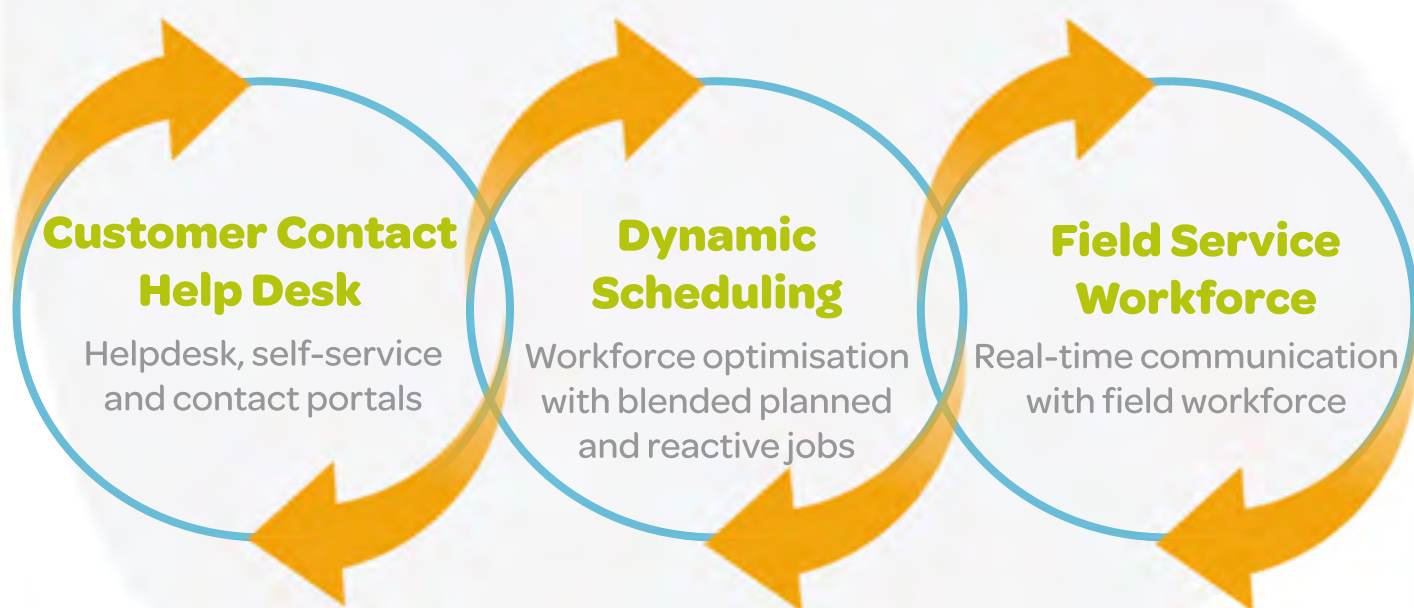 Customer Contact
Help Desk
Helpdesk, self-service
and contact portals
Dynamic
Scheduling
Workforce optimisation
with blended planned
and reactive jobs
Field Service
Workforce
Real-time communication
with field workforce